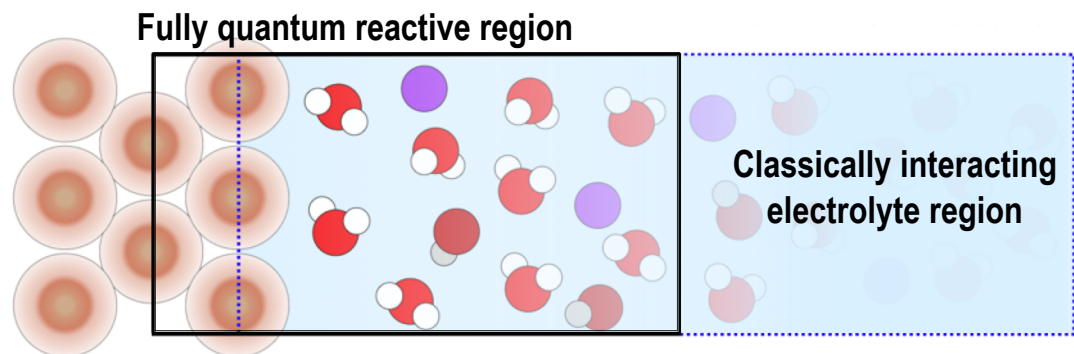 Fully quantum reactive region
Classically interacting
electrolyte region